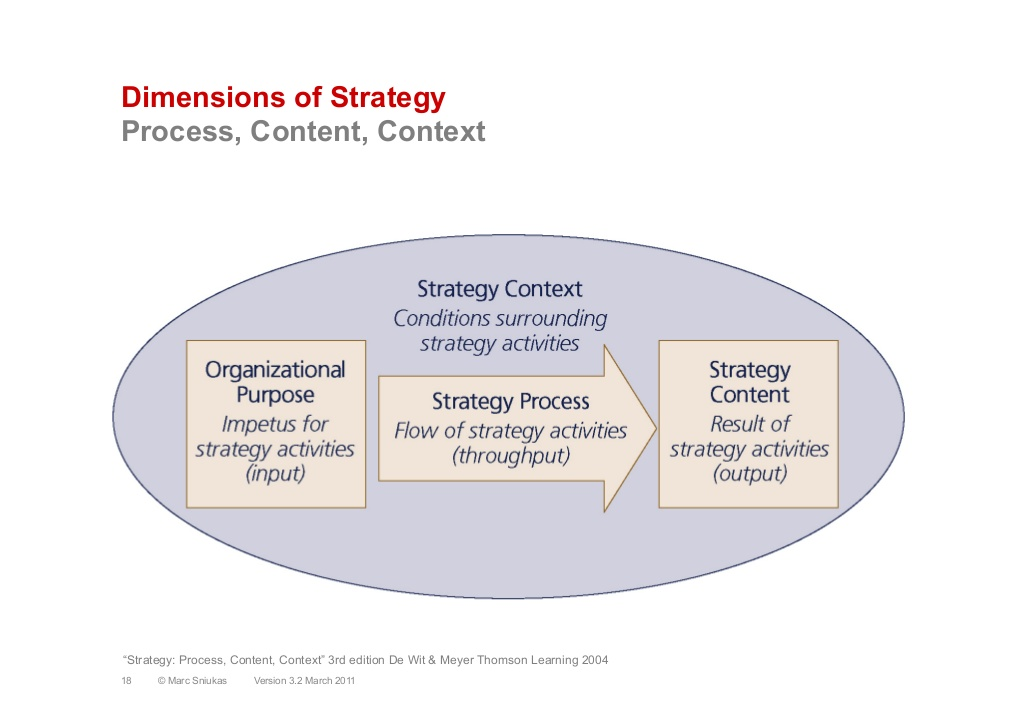 Dimensions of Strategy
Process, Content, Context
Strategy Context
Conditions surrounding
strategy activities
Organizational
Purpose
Impetus for
strategy activities
(input)
Strategy Process
Flow of strategy activities
(throughput)
Strategy
Content
Result of
strategy activities
(output)
“Strategy: Process, Content, Context” 3rd edition De Wit & Meyer Thomson Learning 2004
18 © Marc Sniukas Version 3.2 March 2011